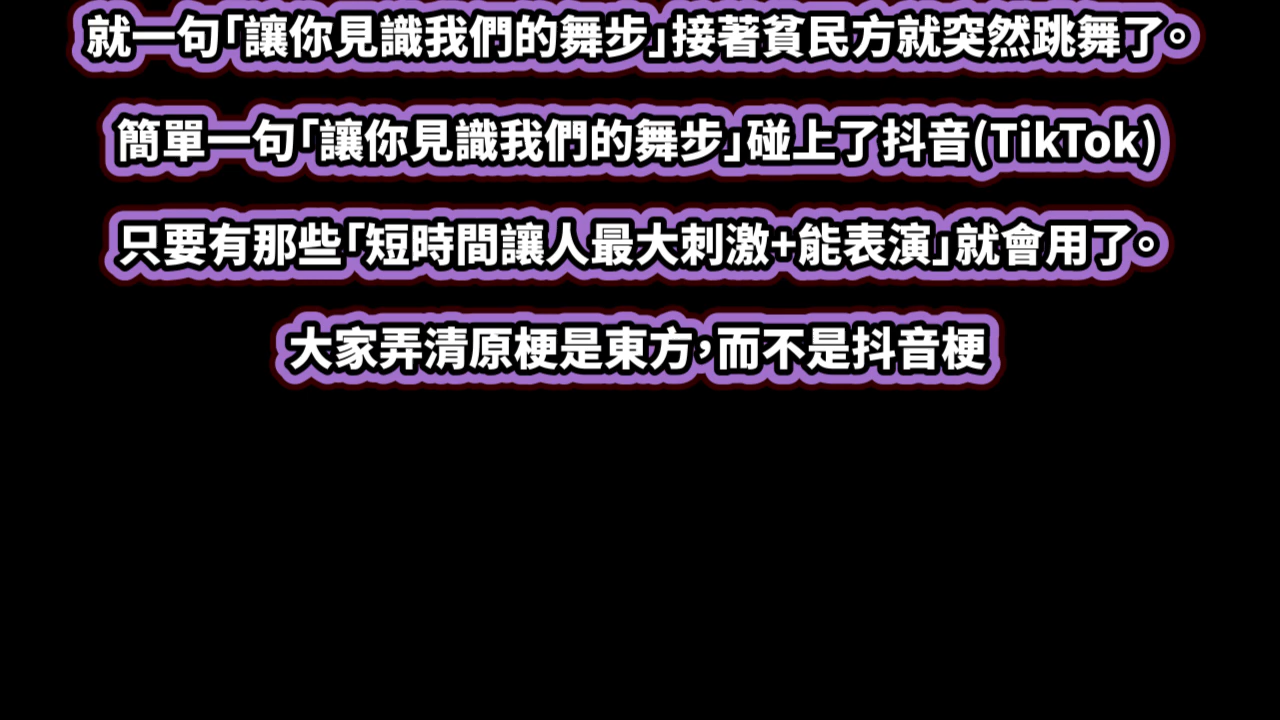 就一句「讓你見識我們的舞步」接著貧民方就突然跳舞了。
簡單一句「讓你見識我們的舞步」碰上了抖音(TikTok)
只要有那些「短時間讓人最大刺激+能表演」就會用了。
大家弄清原梗是東方，而不是抖音梗